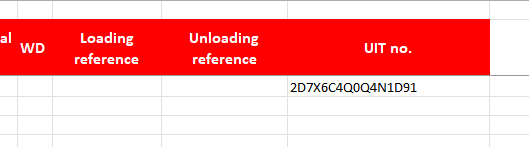 al WD Loading reference Unloading reference UIT no.
2D7X6C4Q0Q4N1D91